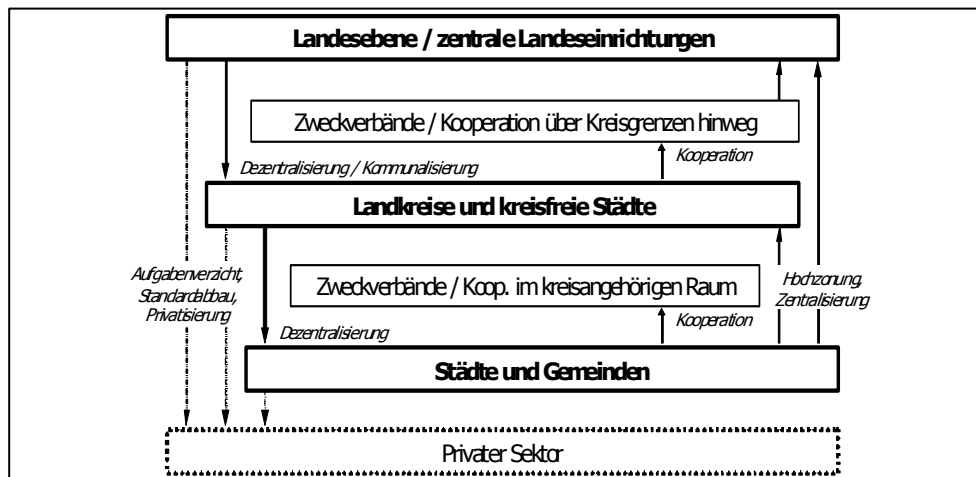 Landesebene / zentrale Landeseinrichtungen
Zweckverbände / Kooperation über Kreisgrenzen hinweg
Kooperation
Dezentralisierung / Kommunalisierung
Landkreise und kreisfreie Städte
Aufgabenverzicht,
Standardabbau,
Privatisierung
Zweckverbände / Koop. im kreisangehörigen Raum
Hochzonung,
Zentralisierung
Kooperation
Dezentralisierung
Städte und Gemeinden
Privater Sektor